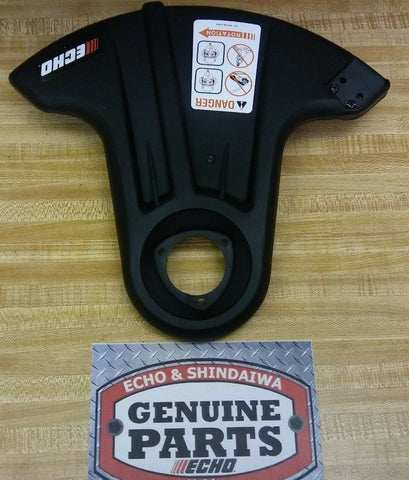 ECHO
ROTATION
DANGER
ECHO & SHINDAIWA
GENUINE
PARTS
ECHO